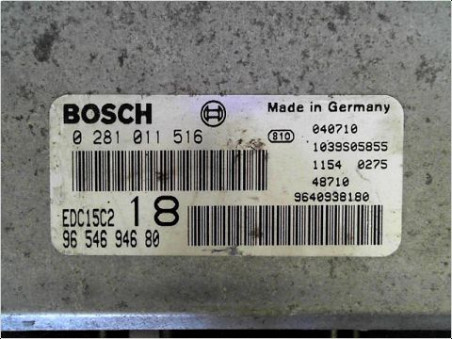 BOSCH
Made in Germany
0 281 011 516
810
040710
1039S05855
1154 0275
48710
9640938180
EDC15C2 18
96 546 946 80